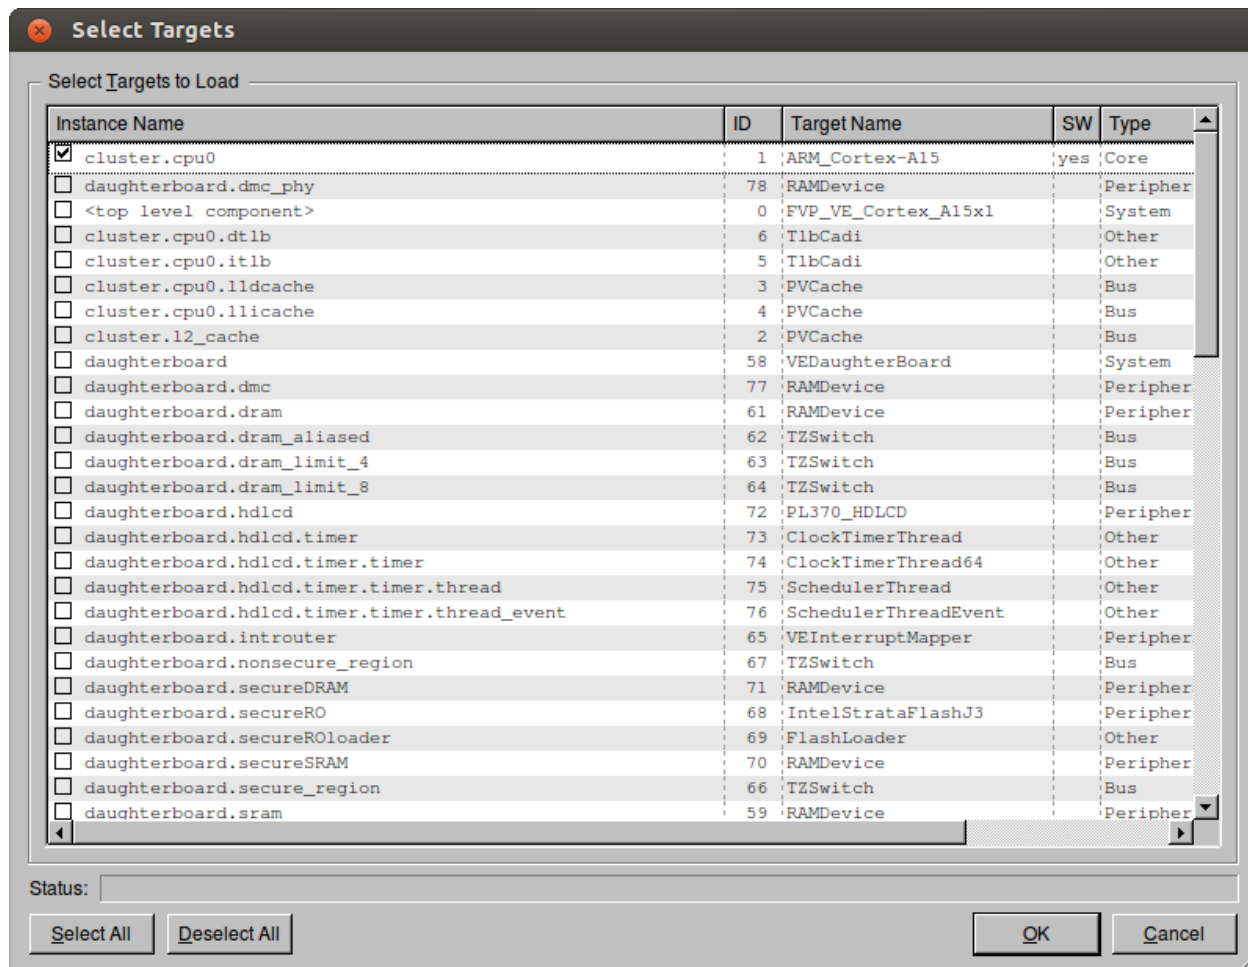 Select Targets
Select Targets to Load
Instance Name ID Target Name SW Type
cluster.cpu0 1 ARM_Cortex-A15 yes Core
daughterboard.dmc_phy 78 RAMDevice Peripher
<top level component> 0 FVP_VE_Cortex_A15x1 System
cluster.cpu0.dtlb 6 TlbCadi Other
cluster.cpu0.itlb 5 TlbCadi Other
cluster.cpu0.l1dcache 3 PVCache Bus
cluster.cpu0.l1icache 4 PVCache Bus
cluster.l2_cache 2 PVCache Bus
daughterboard 58 VEDaughterBoard System
daughterboard.dmc 77 RAMDevice Peripher
daughterboard.dram 61 RAMDevice Peripher
daughterboard.dram_aliased 62 TZSwitch Bus
daughterboard.dram_limit_4 63 TZSwitch Bus
daughterboard.dram_limit_8 64 TZSwitch Bus
daughterboard.hdlcd 72 PL370_HDLCD Peripher
daughterboard.hdlcd.timer 73 ClockTimerThread Other
daughterboard.hdlcd.timer.timer 74 ClockTimerThread64 Other
daughterboard.hdlcd.timer.timer.thread 75 SchedulerThread Other
daughterboard.hdlcd.timer.timer.thread_event 76 SchedulerThreadEvent Other
daughterboard.introuter 65 VEInterruptMapper Peripher
daughterboard.nonsecure_region 67 TZSwitch Bus
daughterboard.secureDRAM 71 RAMDevice Peripher
daughterboard.secureRO 68 IntelStrataFlashJ3 Peripher
daughterboard.secureROloader 69 FlashLoader Other
daughterboard.secureSRAM 70 RAMDevice Peripher
daughterboard.secure_region 66 TZSwitch Bus
daughterboard.sram 59 RAMDevice Peripher
Status:
Select All Deselect All OK Cancel